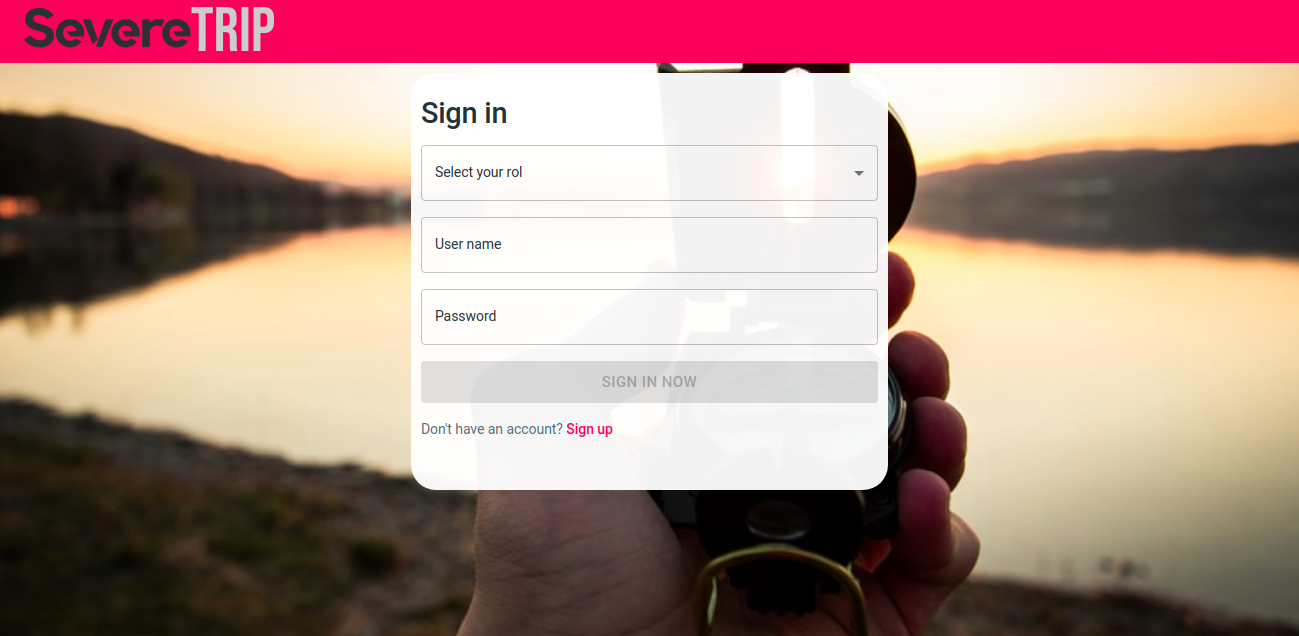 SevereTRIP
Sign in
Select your rol
User name
Password
SIGN IN NOW
Don't have an account? Sign up